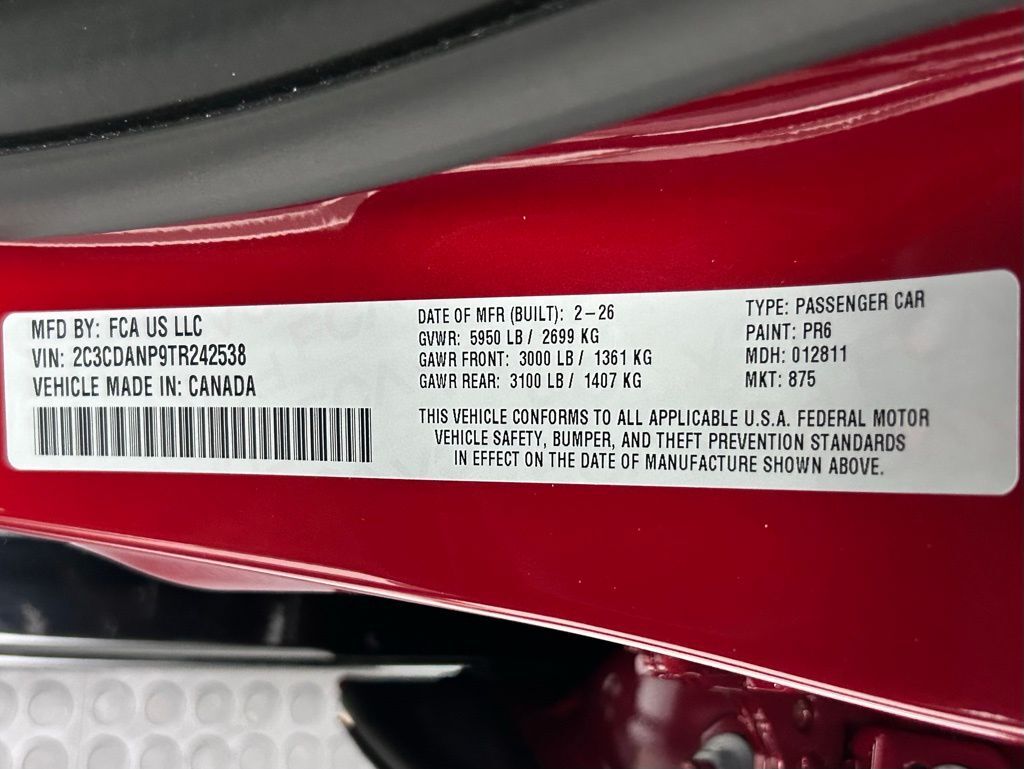 MFD BY: FCA US LLC
VIN: 2C3CDANP9TR242538
VEHICLE MADE IN: CANADA
DATE OF MFR (BUILT): 2-26
GVWR: 5950 LB / 2699 KG
GAWR FRONT: 3000 LB / 1361 KG
GAWR REAR: 3100 LB / 1407 KG
TYPE: PASSENGER CAR
PAINT: PR6
MDH: 012811
MKT: 875
THIS VEHICLE CONFORMS TO ALL APPLICABLE U.S.A. FEDERAL MOTOR
VEHICLE SAFETY, BUMPER, AND THEFT PREVENTION STANDARDS
IN EFFECT ON THE DATE OF MANUFACTURE SHOWN ABOVE.